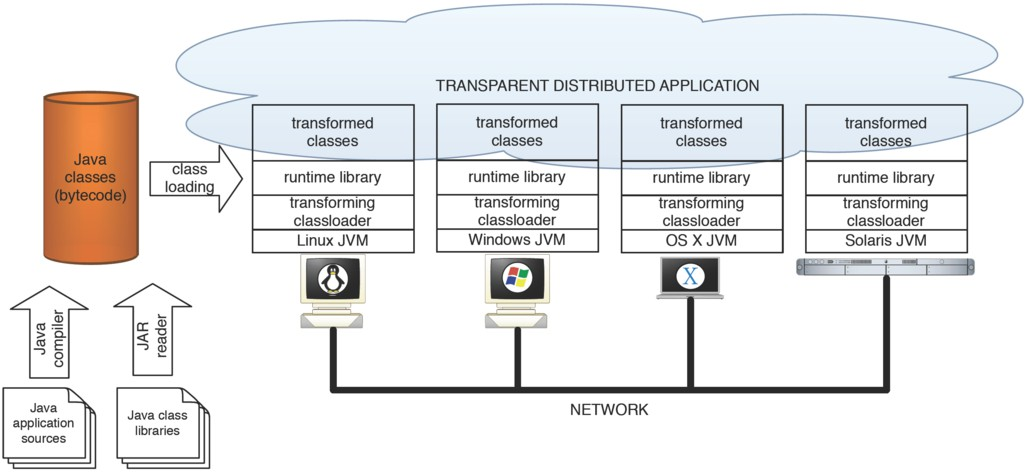 TRANSPARENT DISTRIBUTED APPLICATION
Java
classes
(bytecode)
class
loading
transformed
classes
runtime library
transforming
classloader
Linux JVM
transformed
classes
runtime library
transforming
classloader
Windows JVM
transformed
classes
runtime library
transforming
classloader
OS X JVM
transformed
classes
runtime library
transforming
classloader
Solaris JVM
X
Java
compiler
JAR
reader
Java
application
sources
Java class
libraries
NETWORK